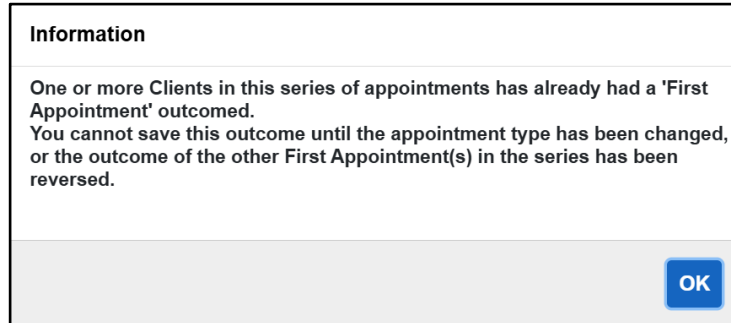 Information
One or more Clients in this series of appointments has already had a 'First
Appointment' outcomed.
You cannot save this outcome until the appointment type has been changed,
or the outcome of the other First Appointment(s) in the series has been
reversed.
OK